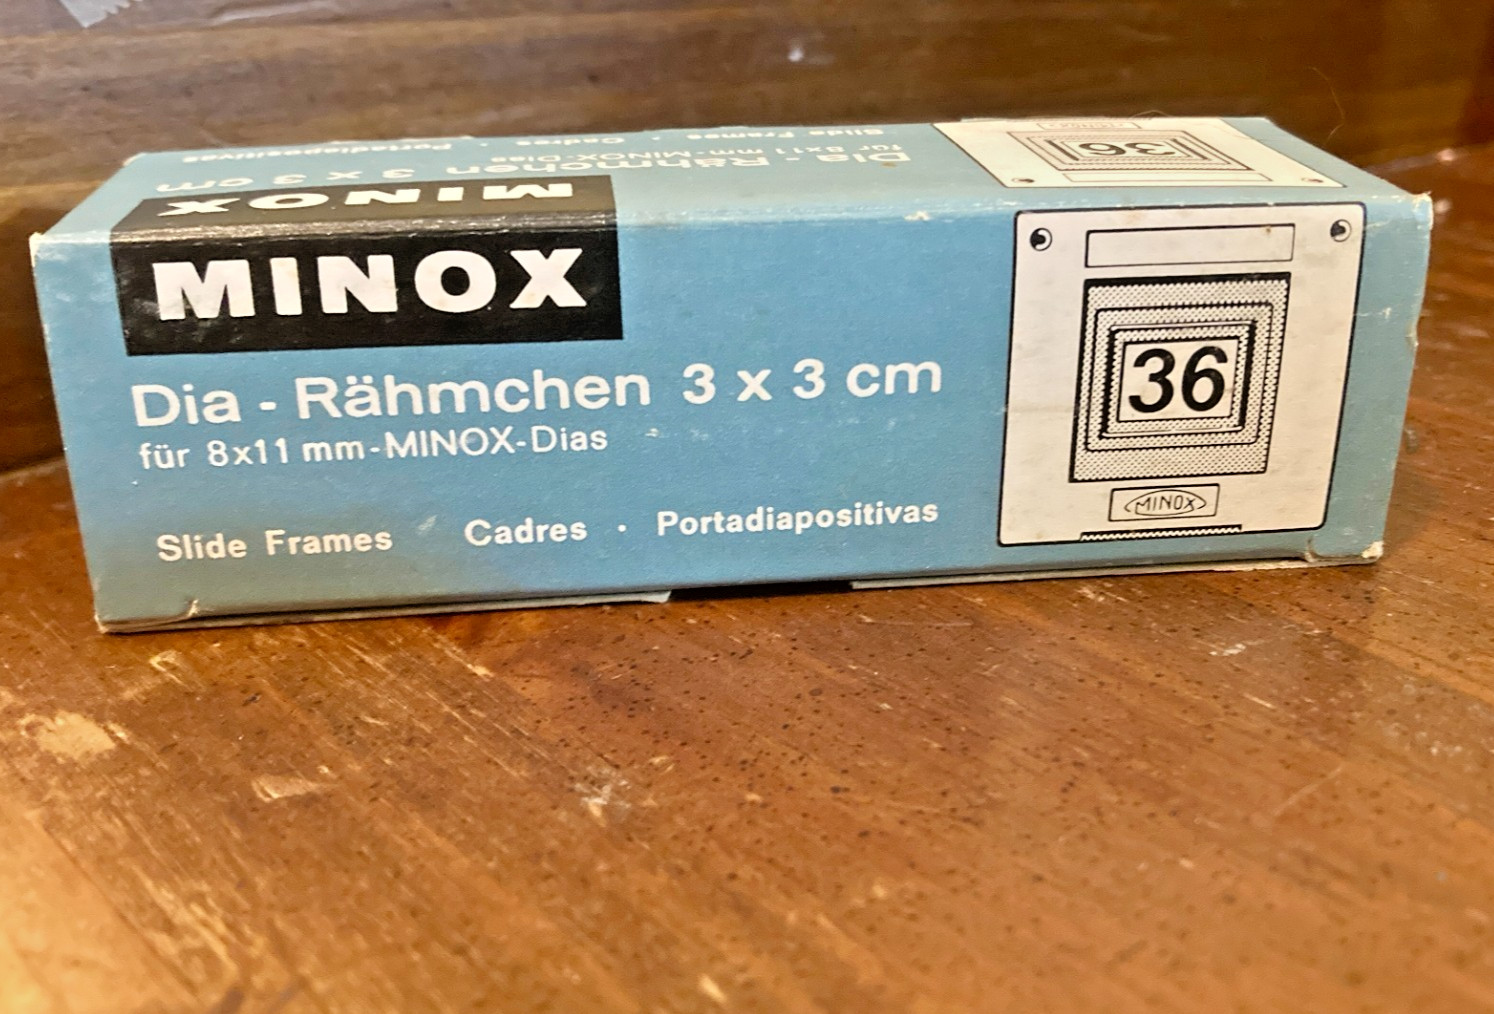 Slide Frames · Cadres · Portadiapositivas
für 8x11 mm-MINOX-Dias
Dia-Rähmchen 3 x 3 cm
MINOX
36
MINOX
Dia - Rähmchen 3 x 3 cm
für 8x11 mm-MINOX-Dias
Slide Frames Cadres · Portadiapositivas
36
MINOX